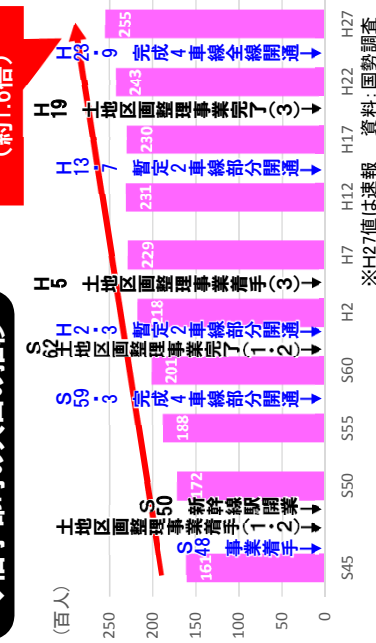 (約1.6倍)
(百人)
250
200
150
100
50
0
161
172
188
201
218
229
231
230
243
255
S48 事業着手
土地区画整理事業着手(1・2)
S50 新幹線駅開業
S59・3 完成4車線部分開通
S62 土地区画整理事業完了(1・2)
H2・3 暫定2車線部分開通
H5 土地区画整理事業着手(3)
H13・7 暫定2車線部分開通
H19 土地区画整理事業完了(3)
H23・9 完成4車線全線開通
S45
S50
S55
S60
H2
H7
H12
H17
H22
H27
※H27値は速報 資料:国勢調査